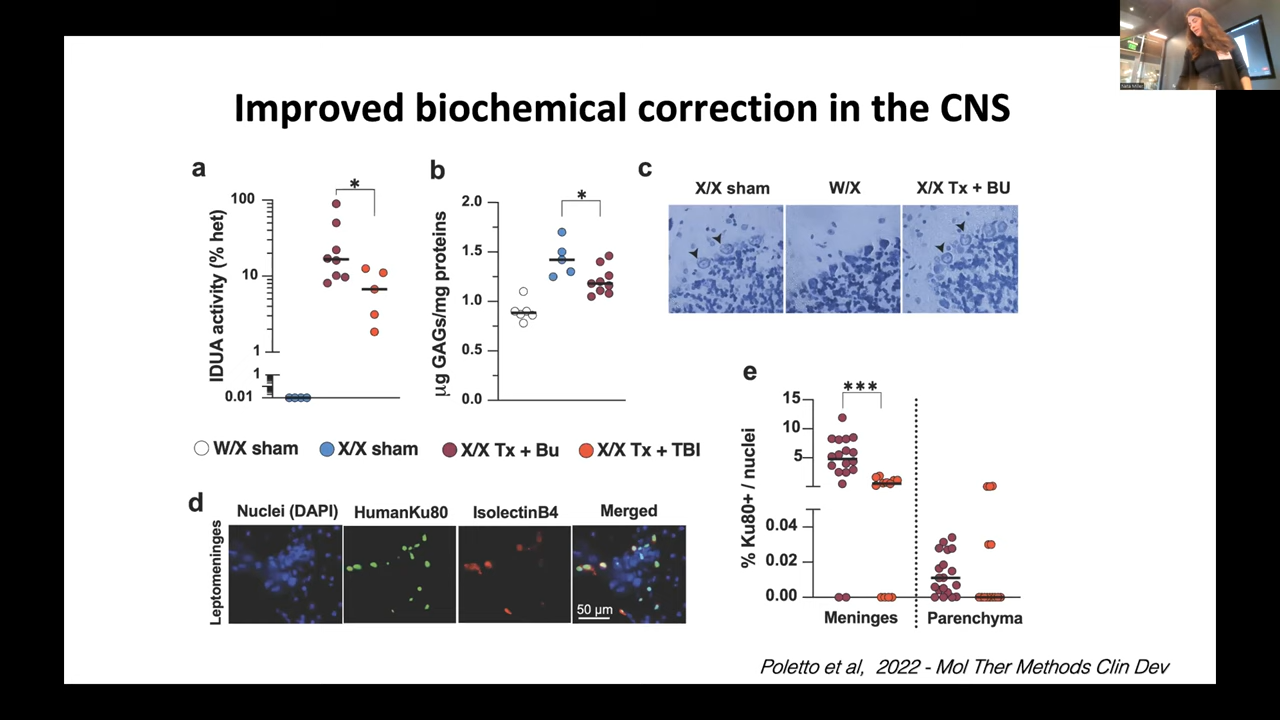 Improved biochemical correction in the CNS
a
IDUA activity (% het)
100
10
1
1
0.01
*
b
µg GAGs/mg proteins
2.0
1.5
1.0
0.5
0.0
*
c
X/X sham
W/X
X/X Tx + BU
W/X sham
X/X sham
X/X Tx + Bu
X/X Tx + TBI
d
Nuclei (DAPI)
HumanKu80
IsolectinB4
Merged
Leptomeninges
50 µm
e
% Ku80+ / nuclei
15
10
5
0.04
0.02
0.00
***
Meninges
Parenchyma
Poletto et al, 2022 - Mol Ther Methods Clin Dev